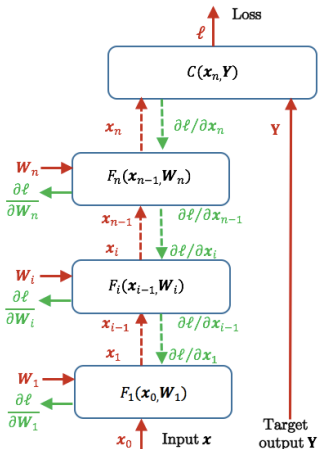 ℓ Loss
C(xₙ,Y)
xₙ ∂ℓ/∂xₙ Y
Wₙ Fₙ(xₙ₋₁,Wₙ)
∂ℓ/∂Wₙ
xₙ₋₁ ∂ℓ/∂xₙ₋₁
xᵢ ∂ℓ/∂xᵢ
Wᵢ Fᵢ(xᵢ₋₁,Wᵢ)
∂ℓ/∂Wᵢ
xᵢ₋₁ ∂ℓ/∂xᵢ₋₁
x₁ ∂ℓ/∂x₁
W₁ F₁(x₀,W₁)
∂ℓ/∂W₁
x₀ Input x
Target
output Y